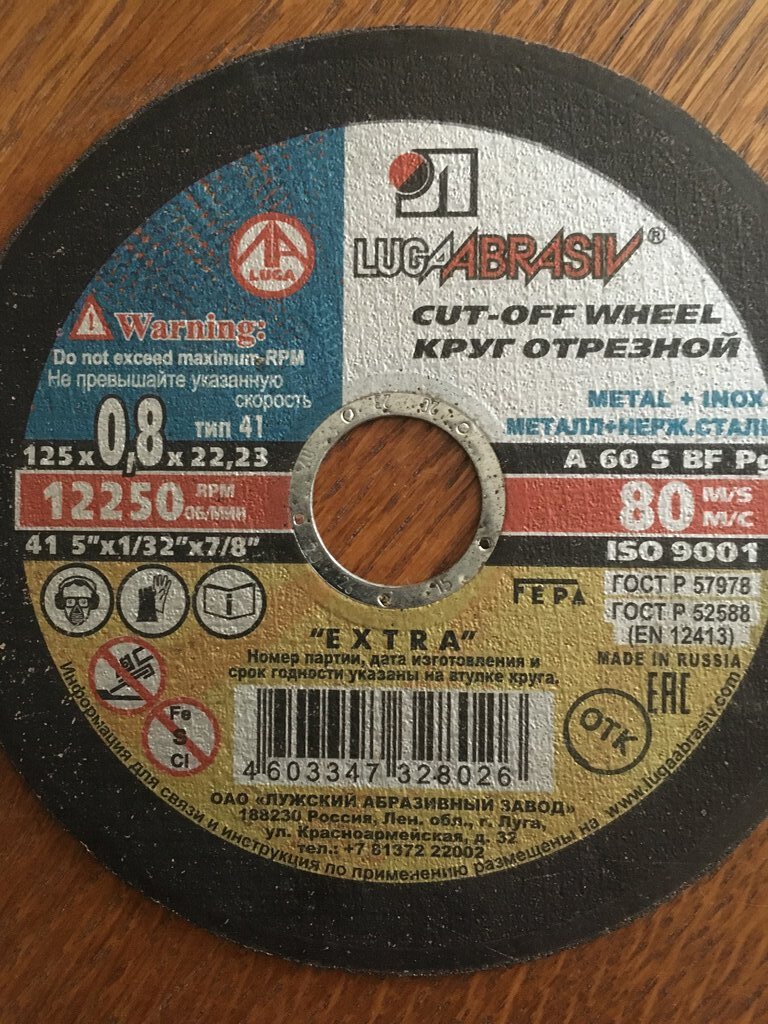 LUGAABRASIV®
LUGA
CUT-OFF WHEEL
КРУГ ОТРЕЗНОЙ
Warning:
Do not exceed maximum RPM
Не превышайте указанную
скорость
METAL + INOX
МЕТАЛЛ+НЕРЖ.СТАЛЬ
125 x 0,8 x 22,23
тип 41
A 60 S BF Pg
12250 RPM
ОБ/МИН
80 M/S
М/С
41 5"x1/32"x7/8"
ISO 9001
FEPA
ГОСТ Р 57978
ГОСТ Р 52588
(EN 12413)
MADE IN RUSSIA
EAC
"EXTRA"
Номер партии, дата изготовления и
срок годности указаны на втулке круга.
Fe
S
Cl
ОТК
4 603347 328026
ОАО «ЛУЖСКИЙ АБРАЗИВНЫЙ ЗАВОД»
188230 Россия, Лен. обл., г. Луга,
ул. Красноармейская, д. 32
тел.: +7 81372 22002
Информация для связи и инструкция по применению размещены на www.lugaabrasiv.com